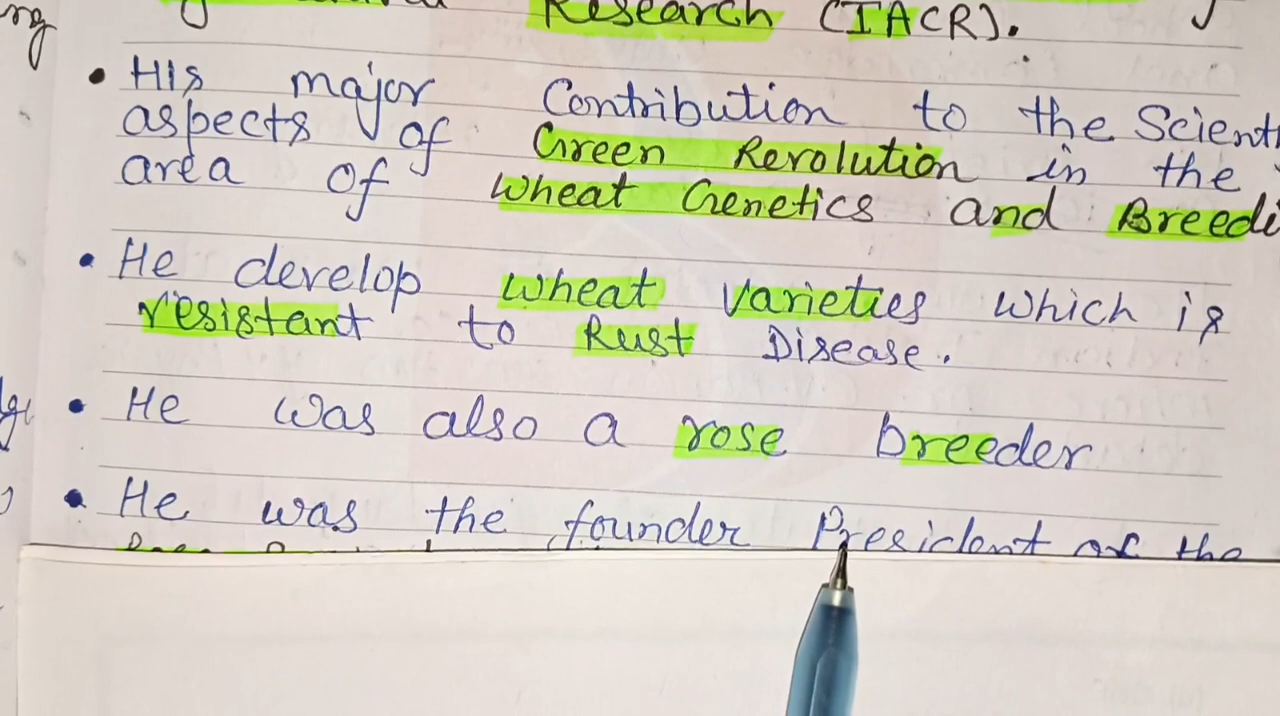 Research (IACR).
• His major Contribution to the Scient
aspects of Green Revolution in the
area of Wheat Genetics and Breedi
• He develop wheat varieties which is
resistant to Rust Disease.
• He was also a rose breeder
• He was the founder President of the